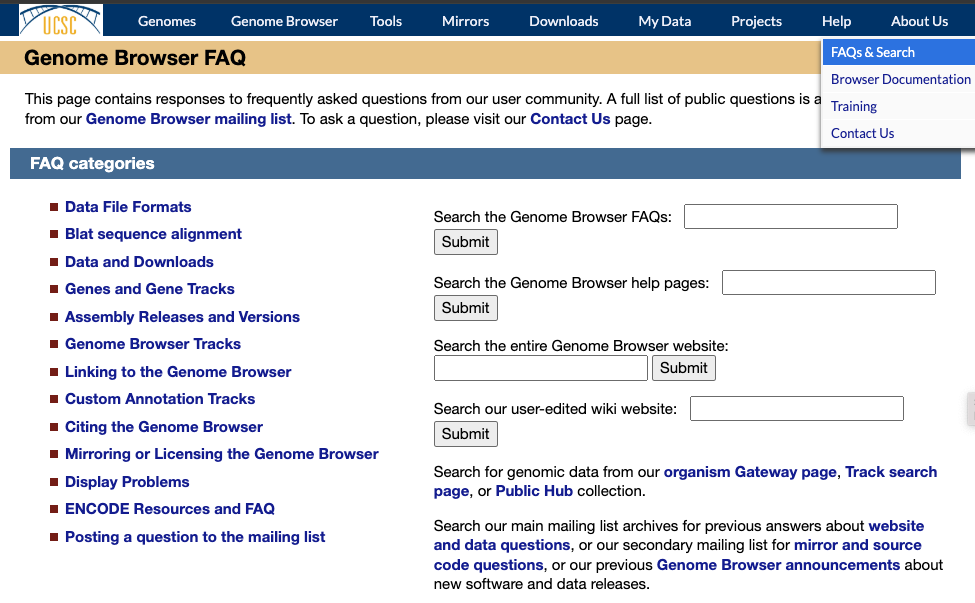 UCSC
Genomes Genome Browser Tools Mirrors Downloads My Data Projects Help About Us
Genome Browser FAQ
FAQs & Search
Browser Documentation
Training
Contact Us
This page contains responses to frequently asked questions from our user community. A full list of public questions is a
from our Genome Browser mailing list. To ask a question, please visit our Contact Us page.
FAQ categories
Data File Formats
Blat sequence alignment
Data and Downloads
Genes and Gene Tracks
Assembly Releases and Versions
Genome Browser Tracks
Linking to the Genome Browser
Custom Annotation Tracks
Citing the Genome Browser
Mirroring or Licensing the Genome Browser
Display Problems
ENCODE Resources and FAQ
Posting a question to the mailing list
Search the Genome Browser FAQs:
Submit
Search the Genome Browser help pages:
Submit
Search the entire Genome Browser website:
Submit
Search our user-edited wiki website:
Submit
Search for genomic data from our organism Gateway page, Track search
page, or Public Hub collection.
Search our main mailing list archives for previous answers about website
and data questions, or our secondary mailing list for mirror and source
code questions, or our previous Genome Browser announcements about
new software and data releases.